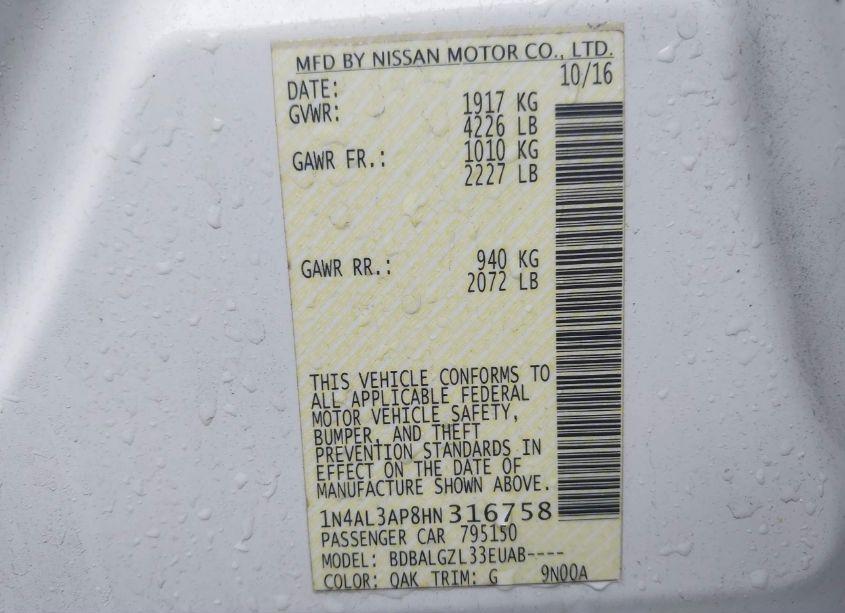 MFD BY NISSAN MOTOR CO., LTD.
DATE: 10/16
GVWR: 1917 KG
4226 LB
GAWR FR.: 1010 KG
2227 LB
GAWR RR.: 940 KG
2072 LB
THIS VEHICLE CONFORMS TO
ALL APPLICABLE FEDERAL
MOTOR VEHICLE SAFETY,
BUMPER, AND THEFT
PREVENTION STANDARDS IN
EFFECT ON THE DATE OF
MANUFACTURE SHOWN ABOVE.
1N4AL3AP8HN316758
PASSENGER CAR 795150
MODEL: BDBALGZL33EUAB----
COLOR: QAK TRIM: G 9N00A